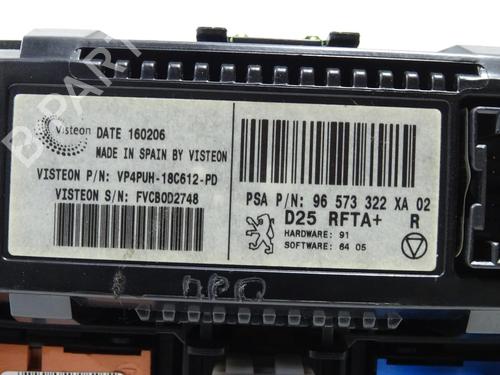 Visteon
DATE 160206
MADE IN SPAIN BY VISTEON
VISTEON P/N: VP4PUH-18C612-PD
VISTEON S/N: FVCB0D2748
PSA P/N: 96 573 322 XA 02
D25 RFTA+ R
HARDWARE: 91
SOFTWARE: 64 05
B-PART